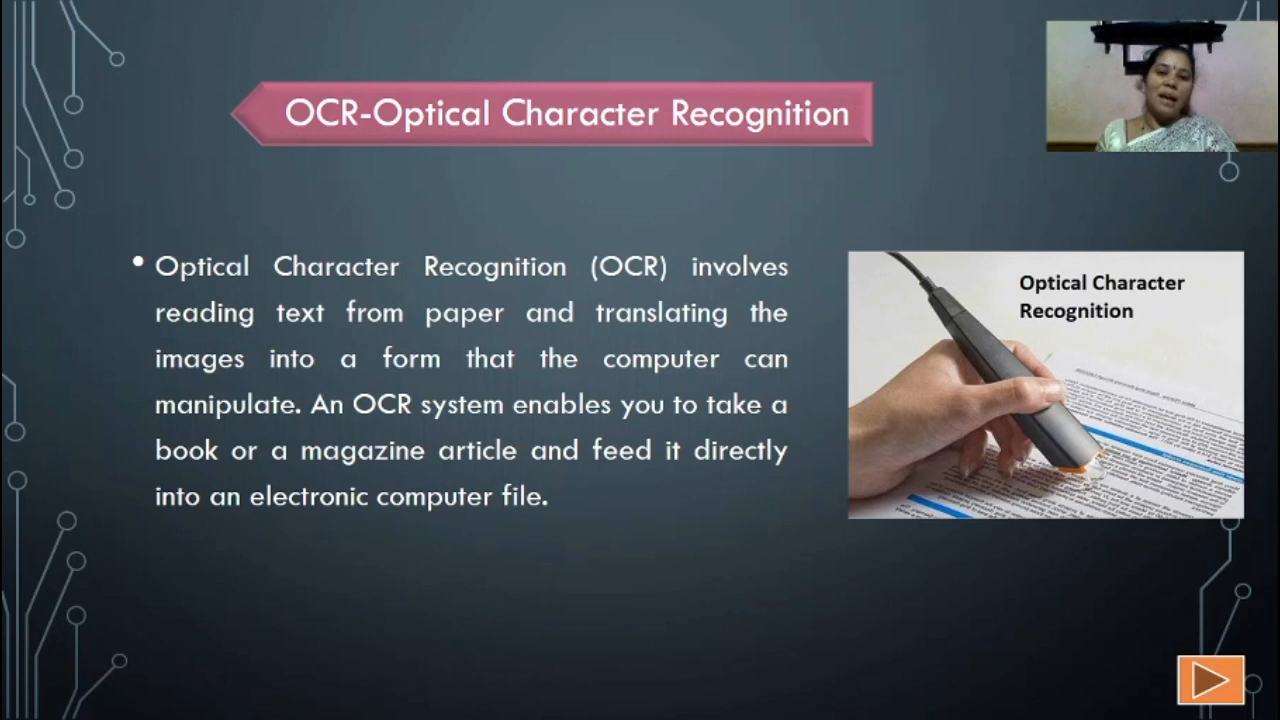 OCR-Optical Character Recognition
• Optical Character Recognition (OCR) involves
reading text from paper and translating the
images into a form that the computer can
manipulate. An OCR system enables you to take a
book or a magazine article and feed it directly
into an electronic computer file.
Optical Character
Recognition